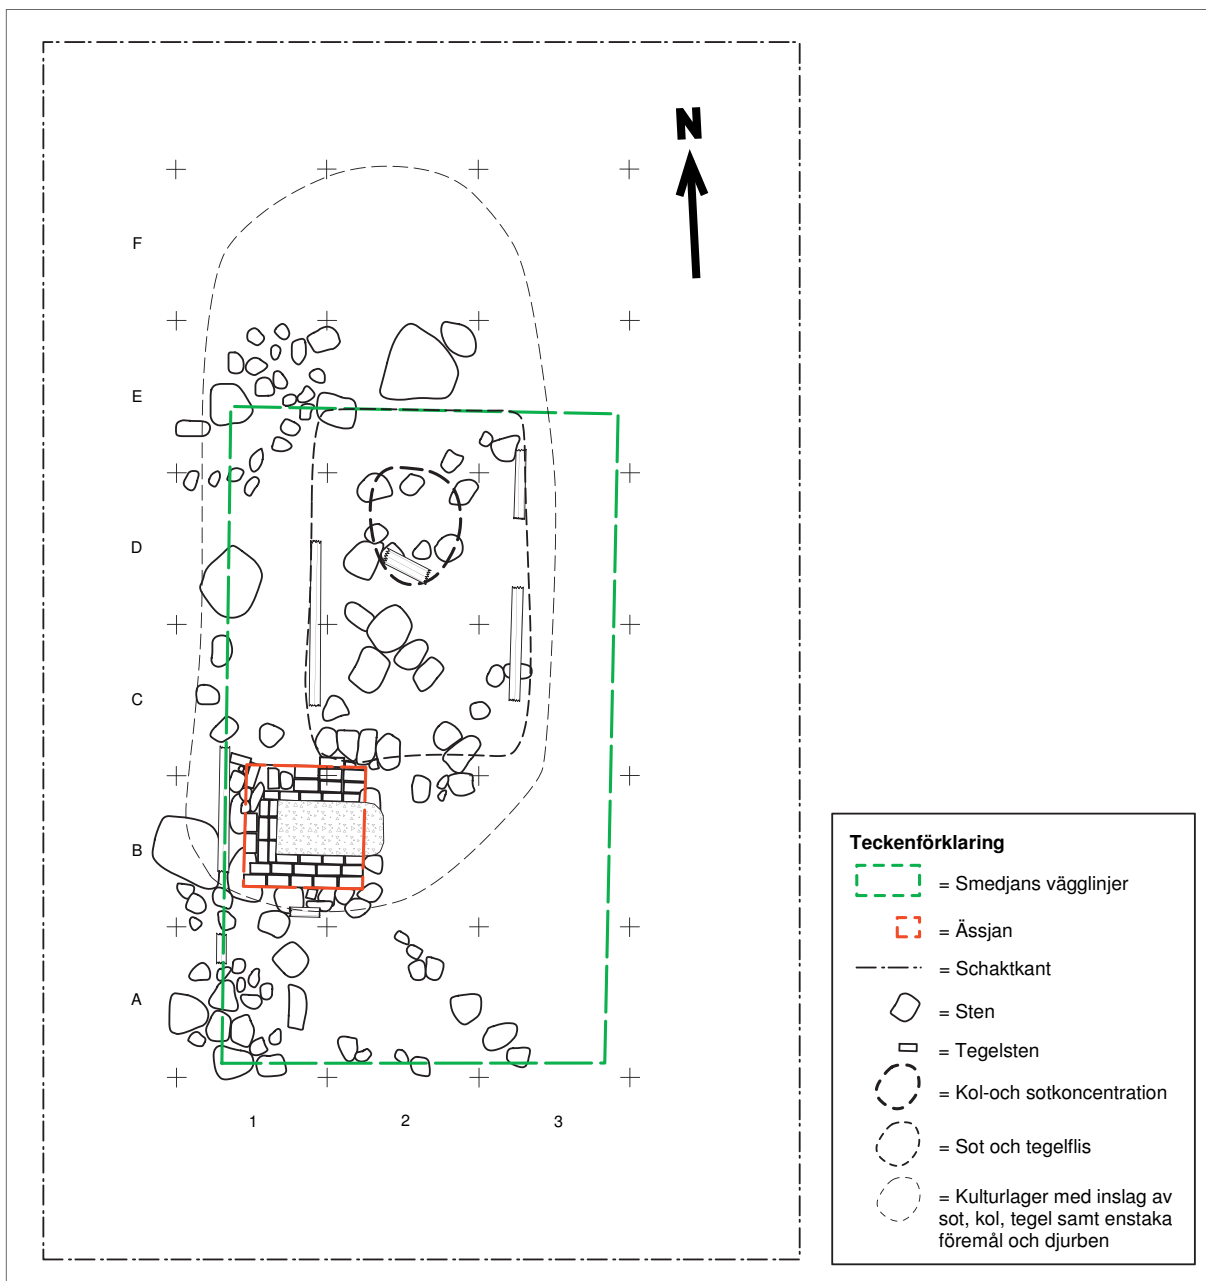 N
F
E
D
C
B
A
1 2 3
Teckenförklaring
= Smedjans vägglinjer
= Ässjan
= Schaktkant
= Sten
= Tegelsten
= Kol-och sotkoncentration
= Sot och tegelflis
= Kulturlager med inslag av
sot, kol, tegel samt enstaka
föremål och djurben